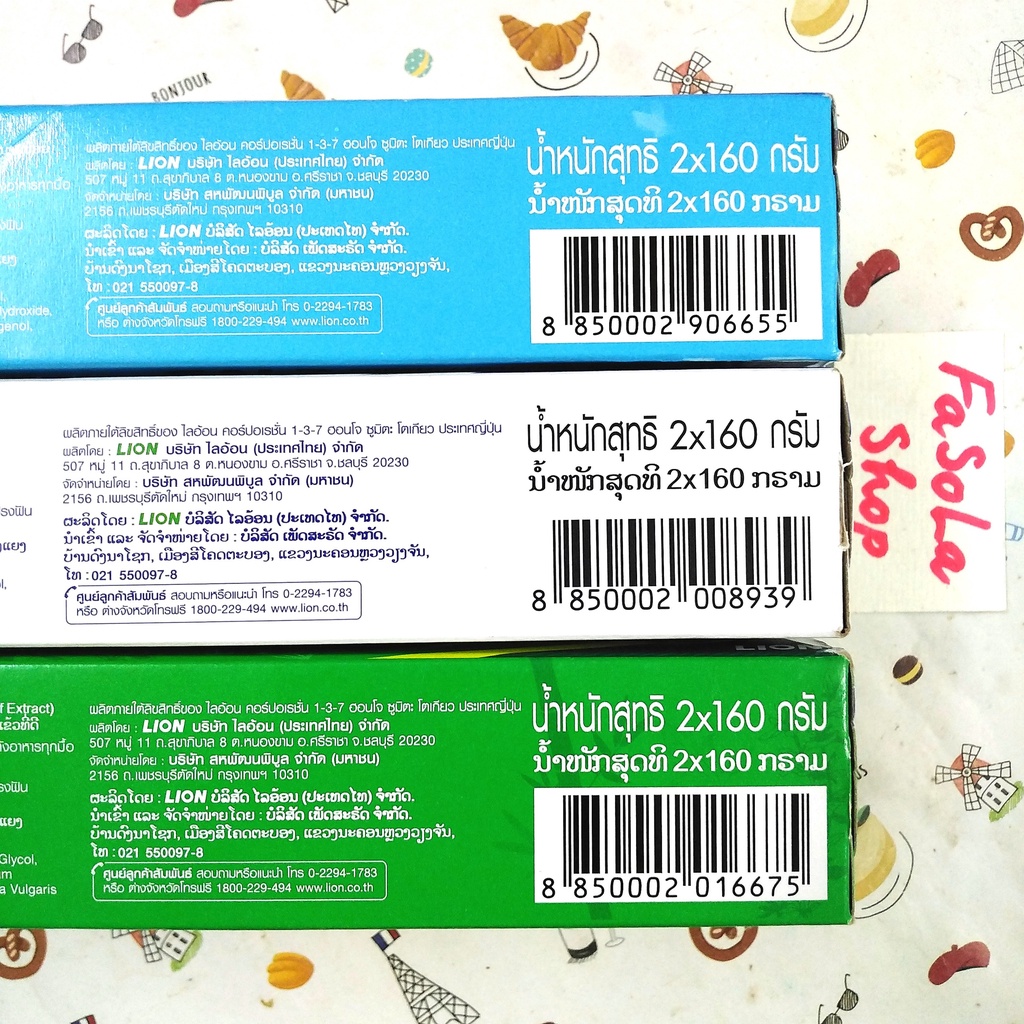 BONJOUR
ผลิตภายใต้ลิขสิทธิ์ของ ไลอ้อน คอร์ปอเรเชั่น 1-3-7 ฮอนโจ ซูมิตะ โตเกียว ประเทศญี่ปุ่น
ผลิตโดย : LION บริษัท ไลอ้อน (ประเทศไทย) จำกัด
507 หมู่ 11 ถ.สุขาภิบาล 8 ต.หนองขาม อ.ศรีราชา จ.ชลบุรี 20230
จัดจำหน่ายโดย : บริษัท สหพัฒนพิบูล จำกัด (มหาชน)
2156 ถ.เพชรบุรีตัดใหม่ กรุงเทพฯ 10310
ຜະລິດໂດຍ : LION ບໍລິສັດ ໄລອ້ອນ (ປະເທດໄທ) ຈຳກັດ.
ນຳເຂົ້າ ແລະ ຈັດຈຳໜ່າຍໂດຍ : ບໍລິສັດ ເພັດສະຣັດ ຈຳກັດ.
ບ້ານດົງນາໂຊກ, ເມືອງສີໂຄດຕະບອງ, ແຂວງນະຄອນຫຼວງວຽງຈັນ,
ໂທ : 021 550097-8
ศูนย์ลูกค้าสัมพันธ์ สอบถามหรือแนะนำ โทร 0-2294-1783
หรือ ต่างจังหวัดโทรฟรี 1800-229-494 www.lion.co.th
น้ำหนักสุทธิ 2x160 กรัม
ນ້ຳໜັກສຸດທິ 2x160 ກຣາມ
8 850002 906655
ผลิตภายใต้ลิขสิทธิ์ของ ไลอ้อน คอร์ปอเรเชั่น 1-3-7 ฮอนโจ ซูมิตะ โตเกียว ประเทศญี่ปุ่น
ผลิตโดย : LION บริษัท ไลอ้อน (ประเทศไทย) จำกัด
507 หมู่ 11 ถ.สุขาภิบาล 8 ต.หนองขาม อ.ศรีราชา จ.ชลบุรี 20230
จัดจำหน่ายโดย : บริษัท สหพัฒนพิบูล จำกัด (มหาชน)
2156 ถ.เพชรบุรีตัดใหม่ กรุงเทพฯ 10310
ຜະລິດໂດຍ : LION ບໍລິສັດ ໄລອ້ອນ (ປະເທດໄທ) ຈຳກັດ.
ນຳເຂົ້າ ແລະ ຈັດຈຳໜ່າຍໂດຍ : ບໍລິສັດ ເພັດສະຣັດ ຈຳກັດ.
ບ້ານດົງນາໂຊກ, ເມືອງສີໂຄດຕະບອງ, ແຂວງນະຄອນຫຼວງວຽງຈັນ,
ໂທ : 021 550097-8
ศูนย์ลูกค้าสัมพันธ์ สอบถามหรือแนะนำ โทร 0-2294-1783
หรือ ต่างจังหวัดโทรฟรี 1800-229-494 www.lion.co.th
น้ำหนักสุทธิ 2x160 กรัม
ນ້ຳໜັກສຸດທິ 2x160 ກຣາມ
8 850002 008939
FaSoLa
Shop
LION
f Extract)
Glycol,
a Vulgaris
ผลิตภายใต้ลิขสิทธิ์ของ ไลอ้อน คอร์ปอเรเชั่น 1-3-7 ฮอนโจ ซูมิตะ โตเกียว ประเทศญี่ปุ่น
ผลิตโดย : LION บริษัท ไลอ้อน (ประเทศไทย) จำกัด
507 หมู่ 11 ถ.สุขาภิบาล 8 ต.หนองขาม อ.ศรีราชา จ.ชลบุรี 20230
จัดจำหน่ายโดย : บริษัท สหพัฒนพิบูล จำกัด (มหาชน)
2156 ถ.เพชรบุรีตัดใหม่ กรุงเทพฯ 10310
ຜະລິດໂດຍ : LION ບໍລິສັດ ໄລອ້ອນ (ປະເທດໄທ) ຈຳກັດ.
ນຳເຂົ້າ ແລະ ຈັດຈຳໜ່າຍໂດຍ : ບໍລິສັດ ເພັດສະຣັດ ຈຳກັດ.
ບ້ານດົງນາໂຊກ, ເມືອງສີໂຄດຕະບອງ, ແຂວງນະຄອນຫຼວງວຽງຈັນ,
ໂທ : 021 550097-8
ศูนย์ลูกค้าสัมพันธ์ สอบถามหรือแนะนำ โทร 0-2294-1783
หรือ ต่างจังหวัดโทรฟรี 1800-229-494 www.lion.co.th
น้ำหนักสุทธิ 2x160 กรัม
ນ້ຳໜັກສຸດທິ 2x160 ກຣາມ
8 850002 016675